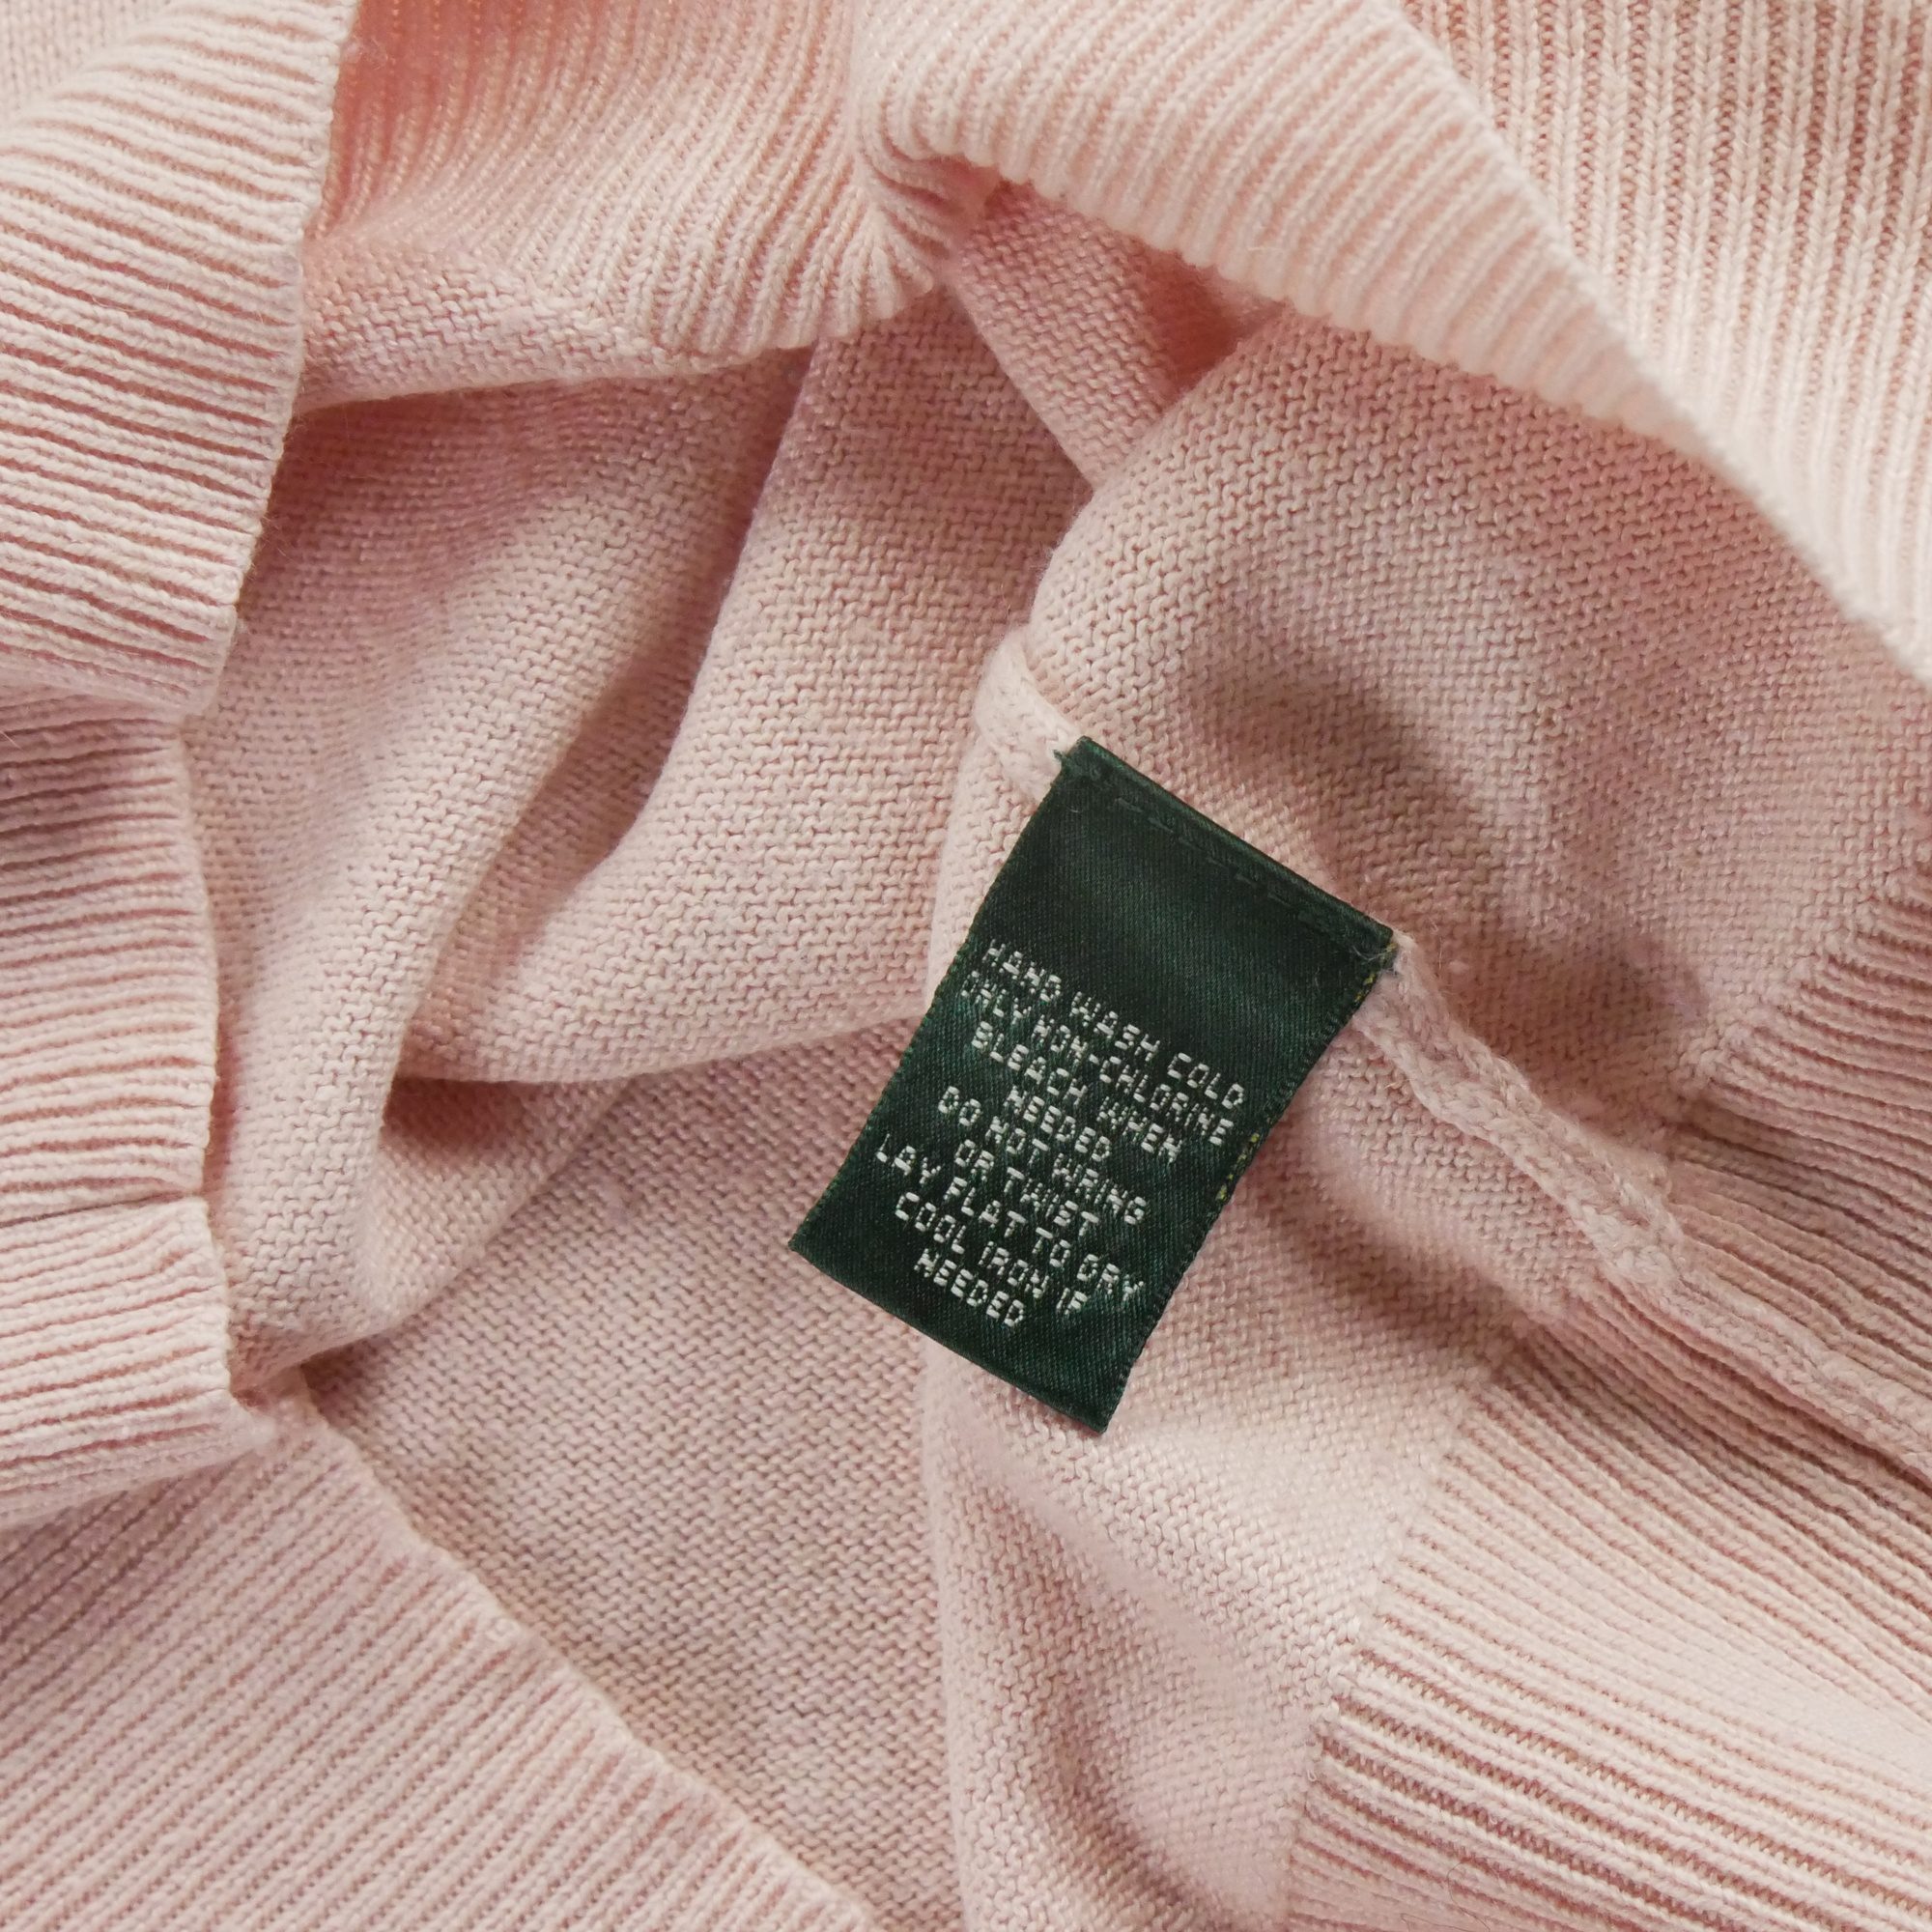 HAND WASH COLD
ONLY NON-CHLORINE
BLEACH WHEN
NEEDED
DO NOT WRING
OR TWIST
LAY FLAT TO DRY
COOL IRON IF
NEEDED